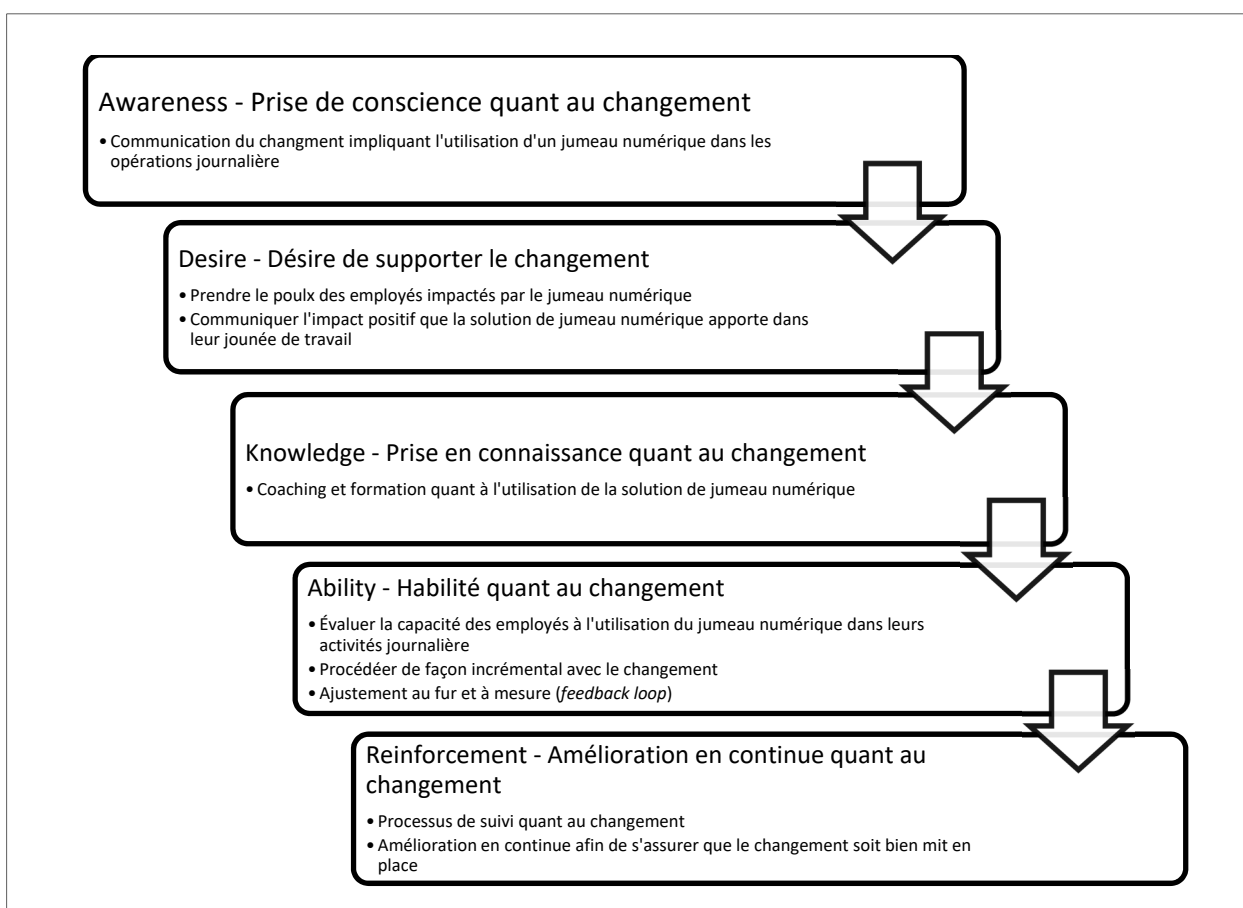 Awareness - Prise de conscience quant au changement
• Communication du changment impliquant l'utilisation d'un jumeau numérique dans les
opérations journalière
Desire - Désire de supporter le changement
• Prendre le poulx des employés impactés par le jumeau numérique
• Communiquer l'impact positif que la solution de jumeau numérique apporte dans
leur jounée de travail
Knowledge - Prise en connaissance quant au changement
• Coaching et formation quant à l'utilisation de la solution de jumeau numérique
Ability - Habilité quant au changement
• Évaluer la capacité des employés à l'utilisation du jumeau numérique dans leurs
activités journalière
• Procédéer de façon incrémental avec le changement
• Ajustement au fur et à mesure (feedback loop)
Reinforcement - Amélioration en continue quant au
changement
• Processus de suivi quant au changement
• Amélioration en continue afin de s'assurer que le changement soit bien mit en
place